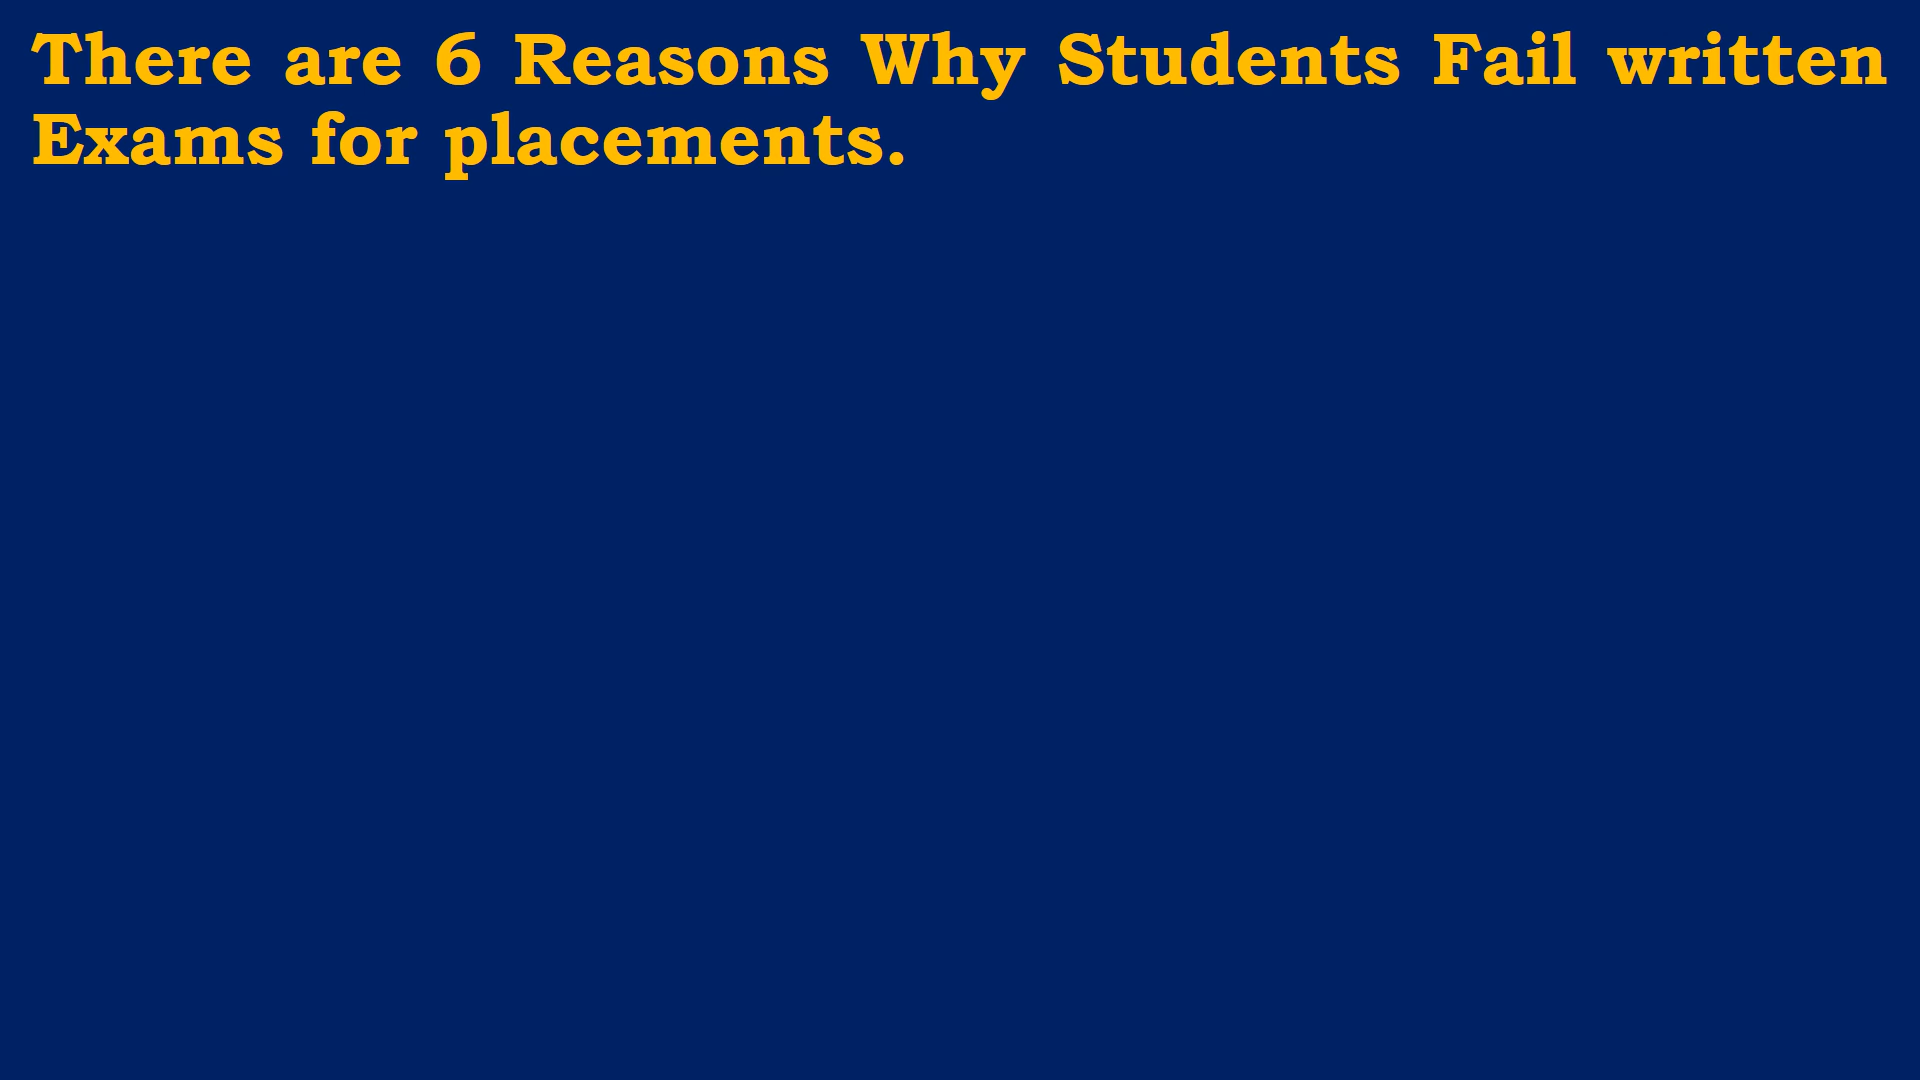 There are 6 Reasons Why Students Fail written
Exams for placements.